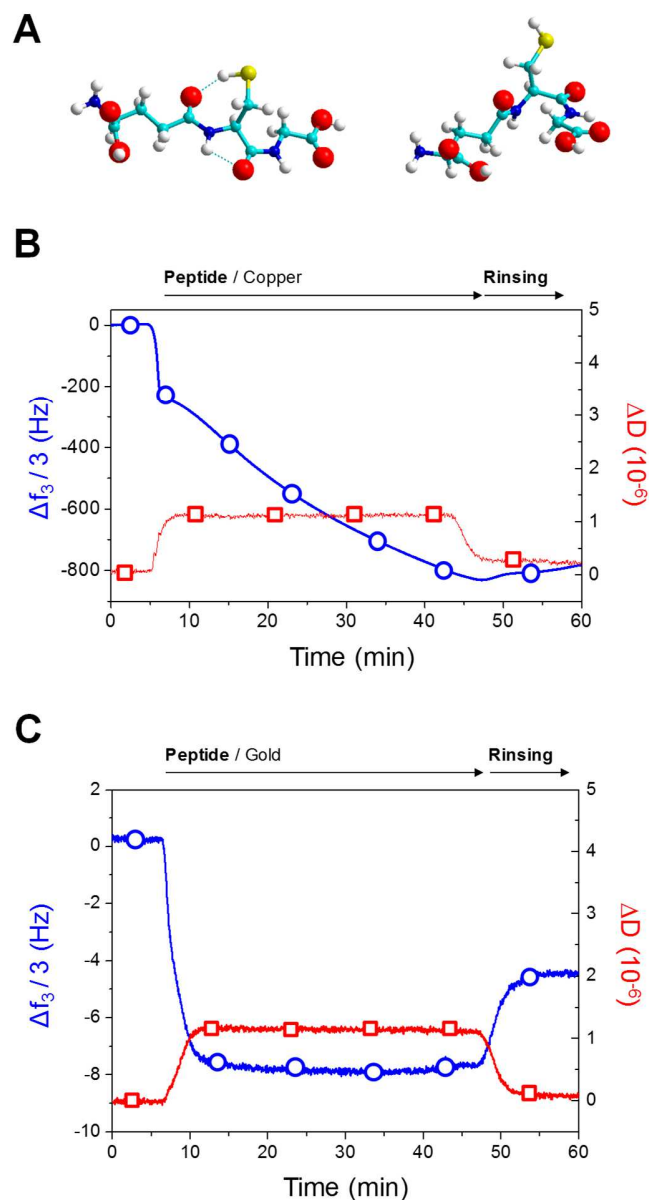 A
B
Peptide / Copper
Rinsing
0
-200
-400
-600
-800
5
4
3
2
1
0
Δf₃ / 3 (Hz)
ΔD (10⁻⁶)
0 10 20 30 40 50 60
Time (min)
C
Peptide / Gold
Rinsing
2
0
-2
-4
-6
-8
-10
5
4
3
2
1
0
Δf₃ / 3 (Hz)
ΔD (10⁻⁶)
0 10 20 30 40 50 60
Time (min)